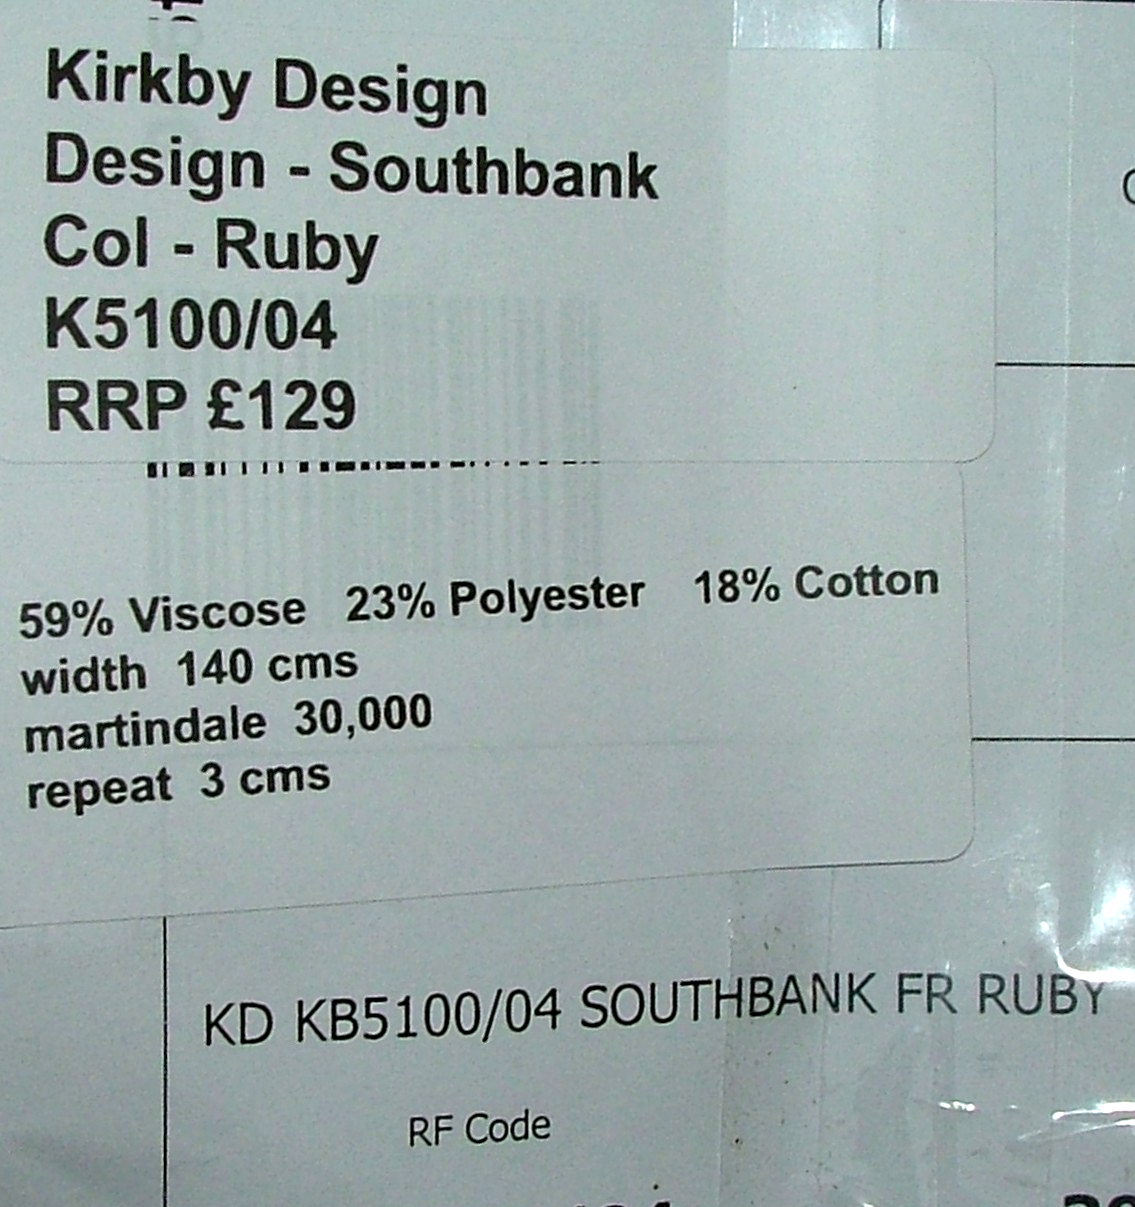 Kirkby Design
Design - Southbank
Col - Ruby
K5100/04
RRP £129
59% Viscose 23% Polyester 18% Cotton
width 140 cms
martindale 30,000
repeat 3 cms
KD KB5100/04 SOUTHBANK FR RUBY
RF Code